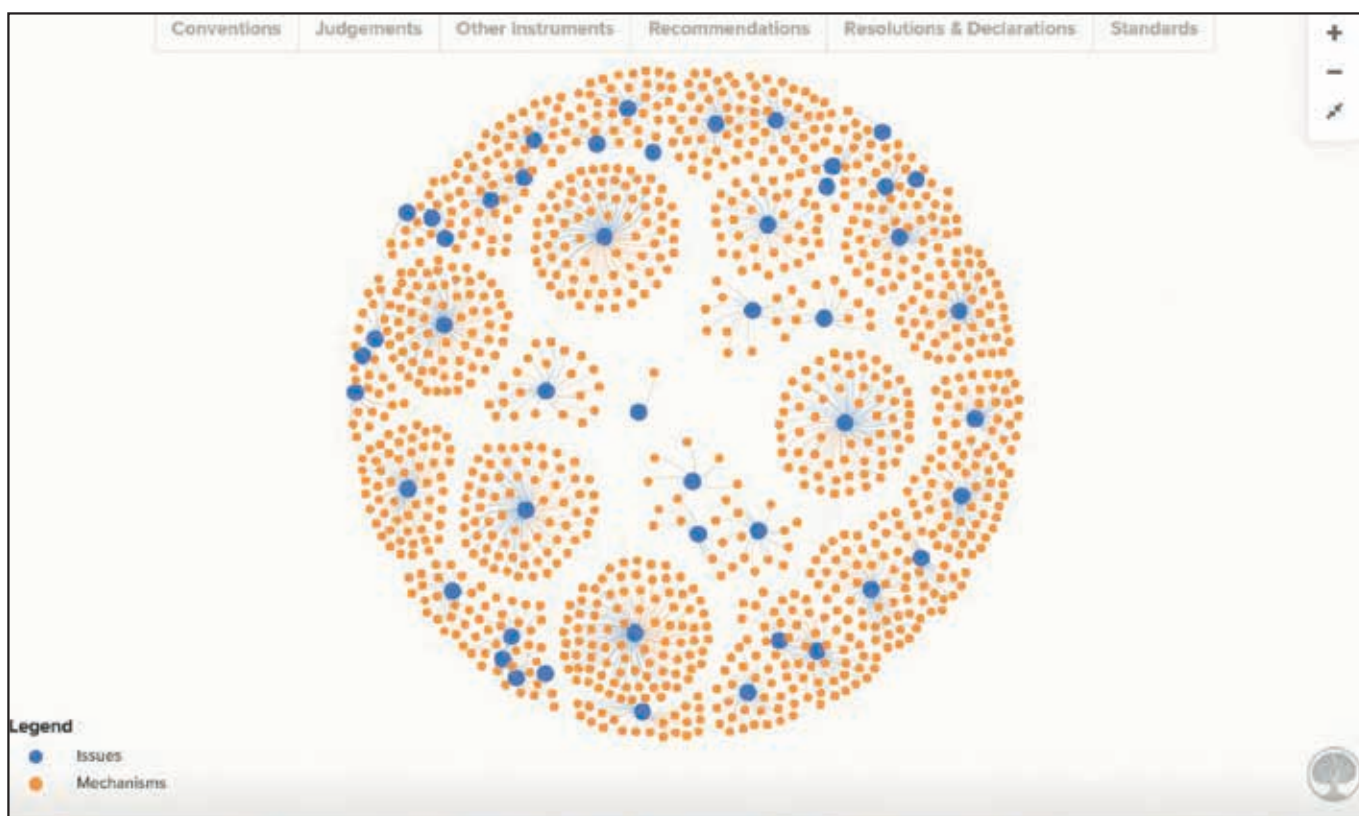 Conventions Judgements Other Instruments Recommendations Resolutions & Declarations Standards
+
−
Legend
Issues
Mechanisms